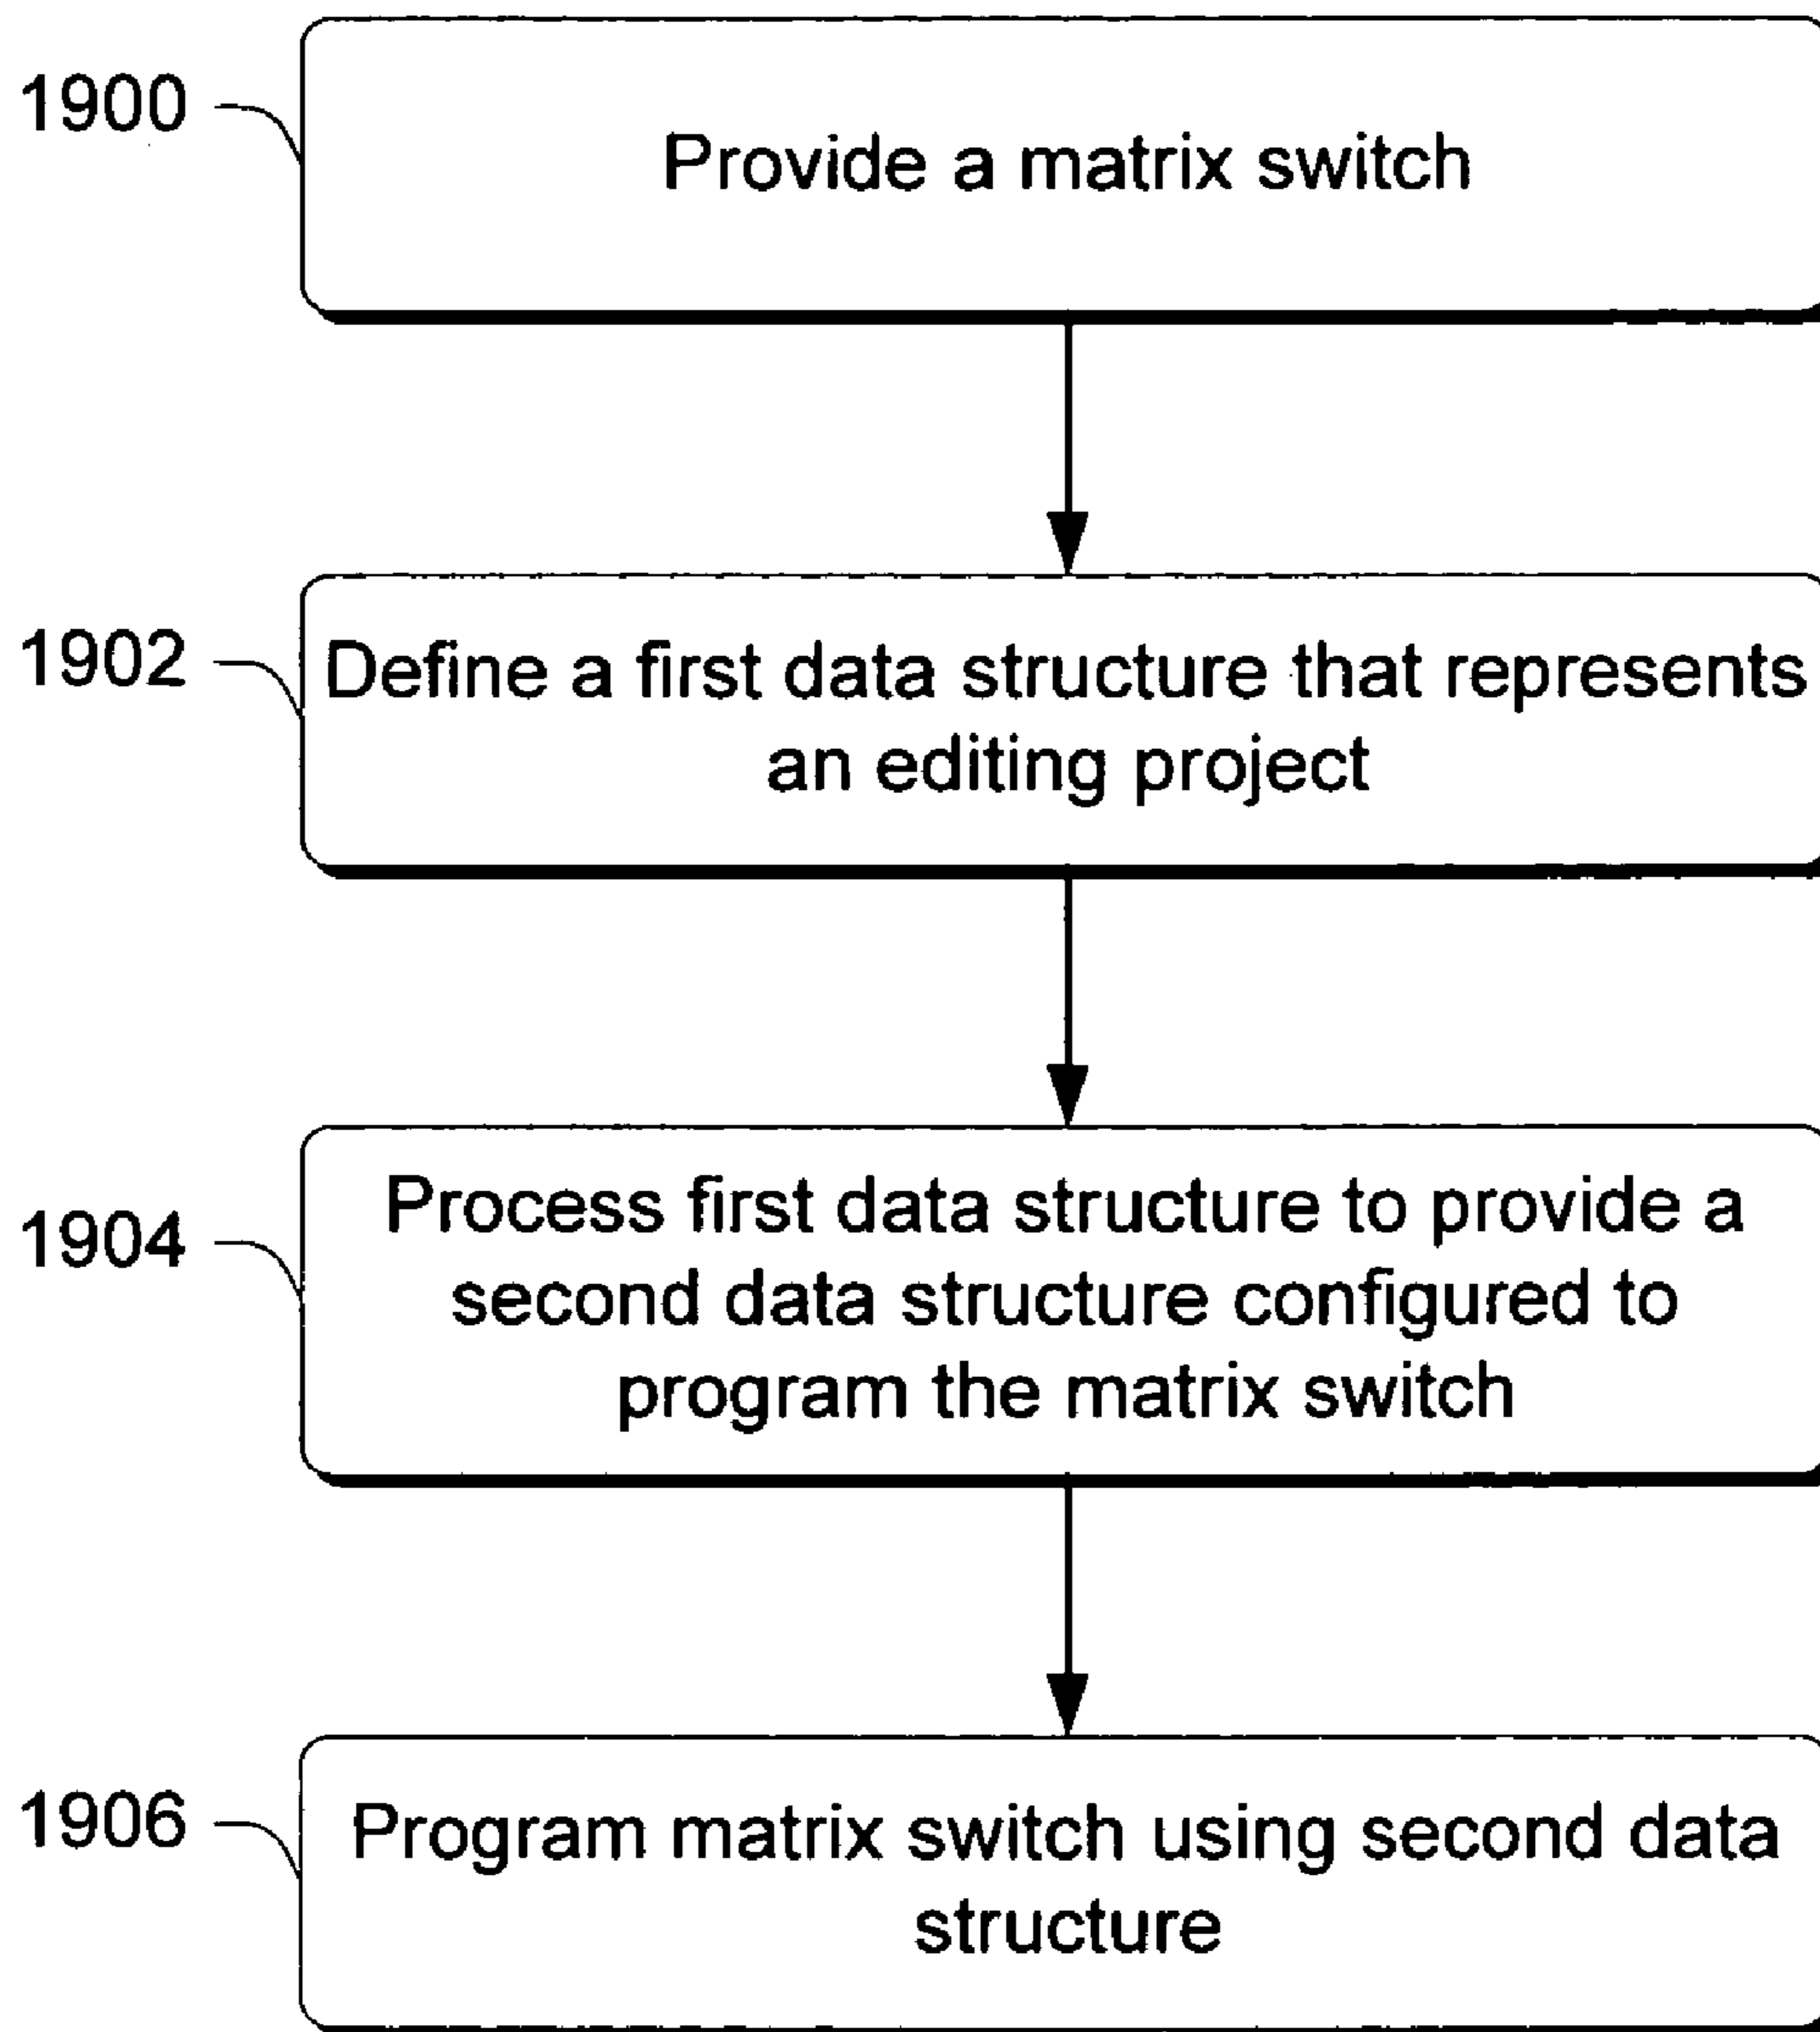 1900
Provide a matrix switch
1902
Define a first data structure that represents
an editing project
1904
Process first data structure to provide a
second data structure configured to
program the matrix switch
1906
Program matrix switch using second data
structure